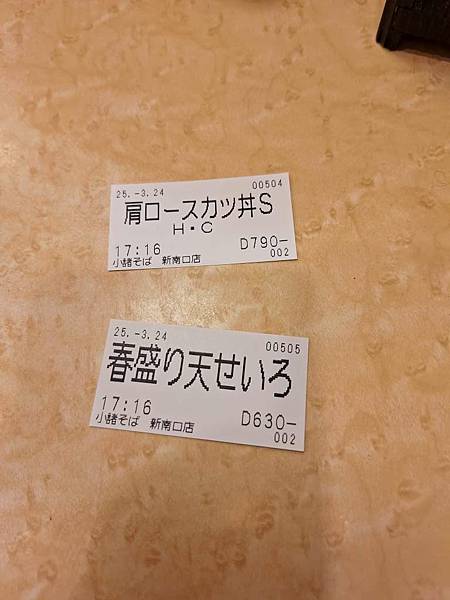 25.-3.24 00504
肩ロースカツ丼S
H・C
17:16 D790-
小諸そば 新南口店 002
25.-3.24 00505
春盛り天せいろ
17:16 D630-
小諸そば 新南口店 002